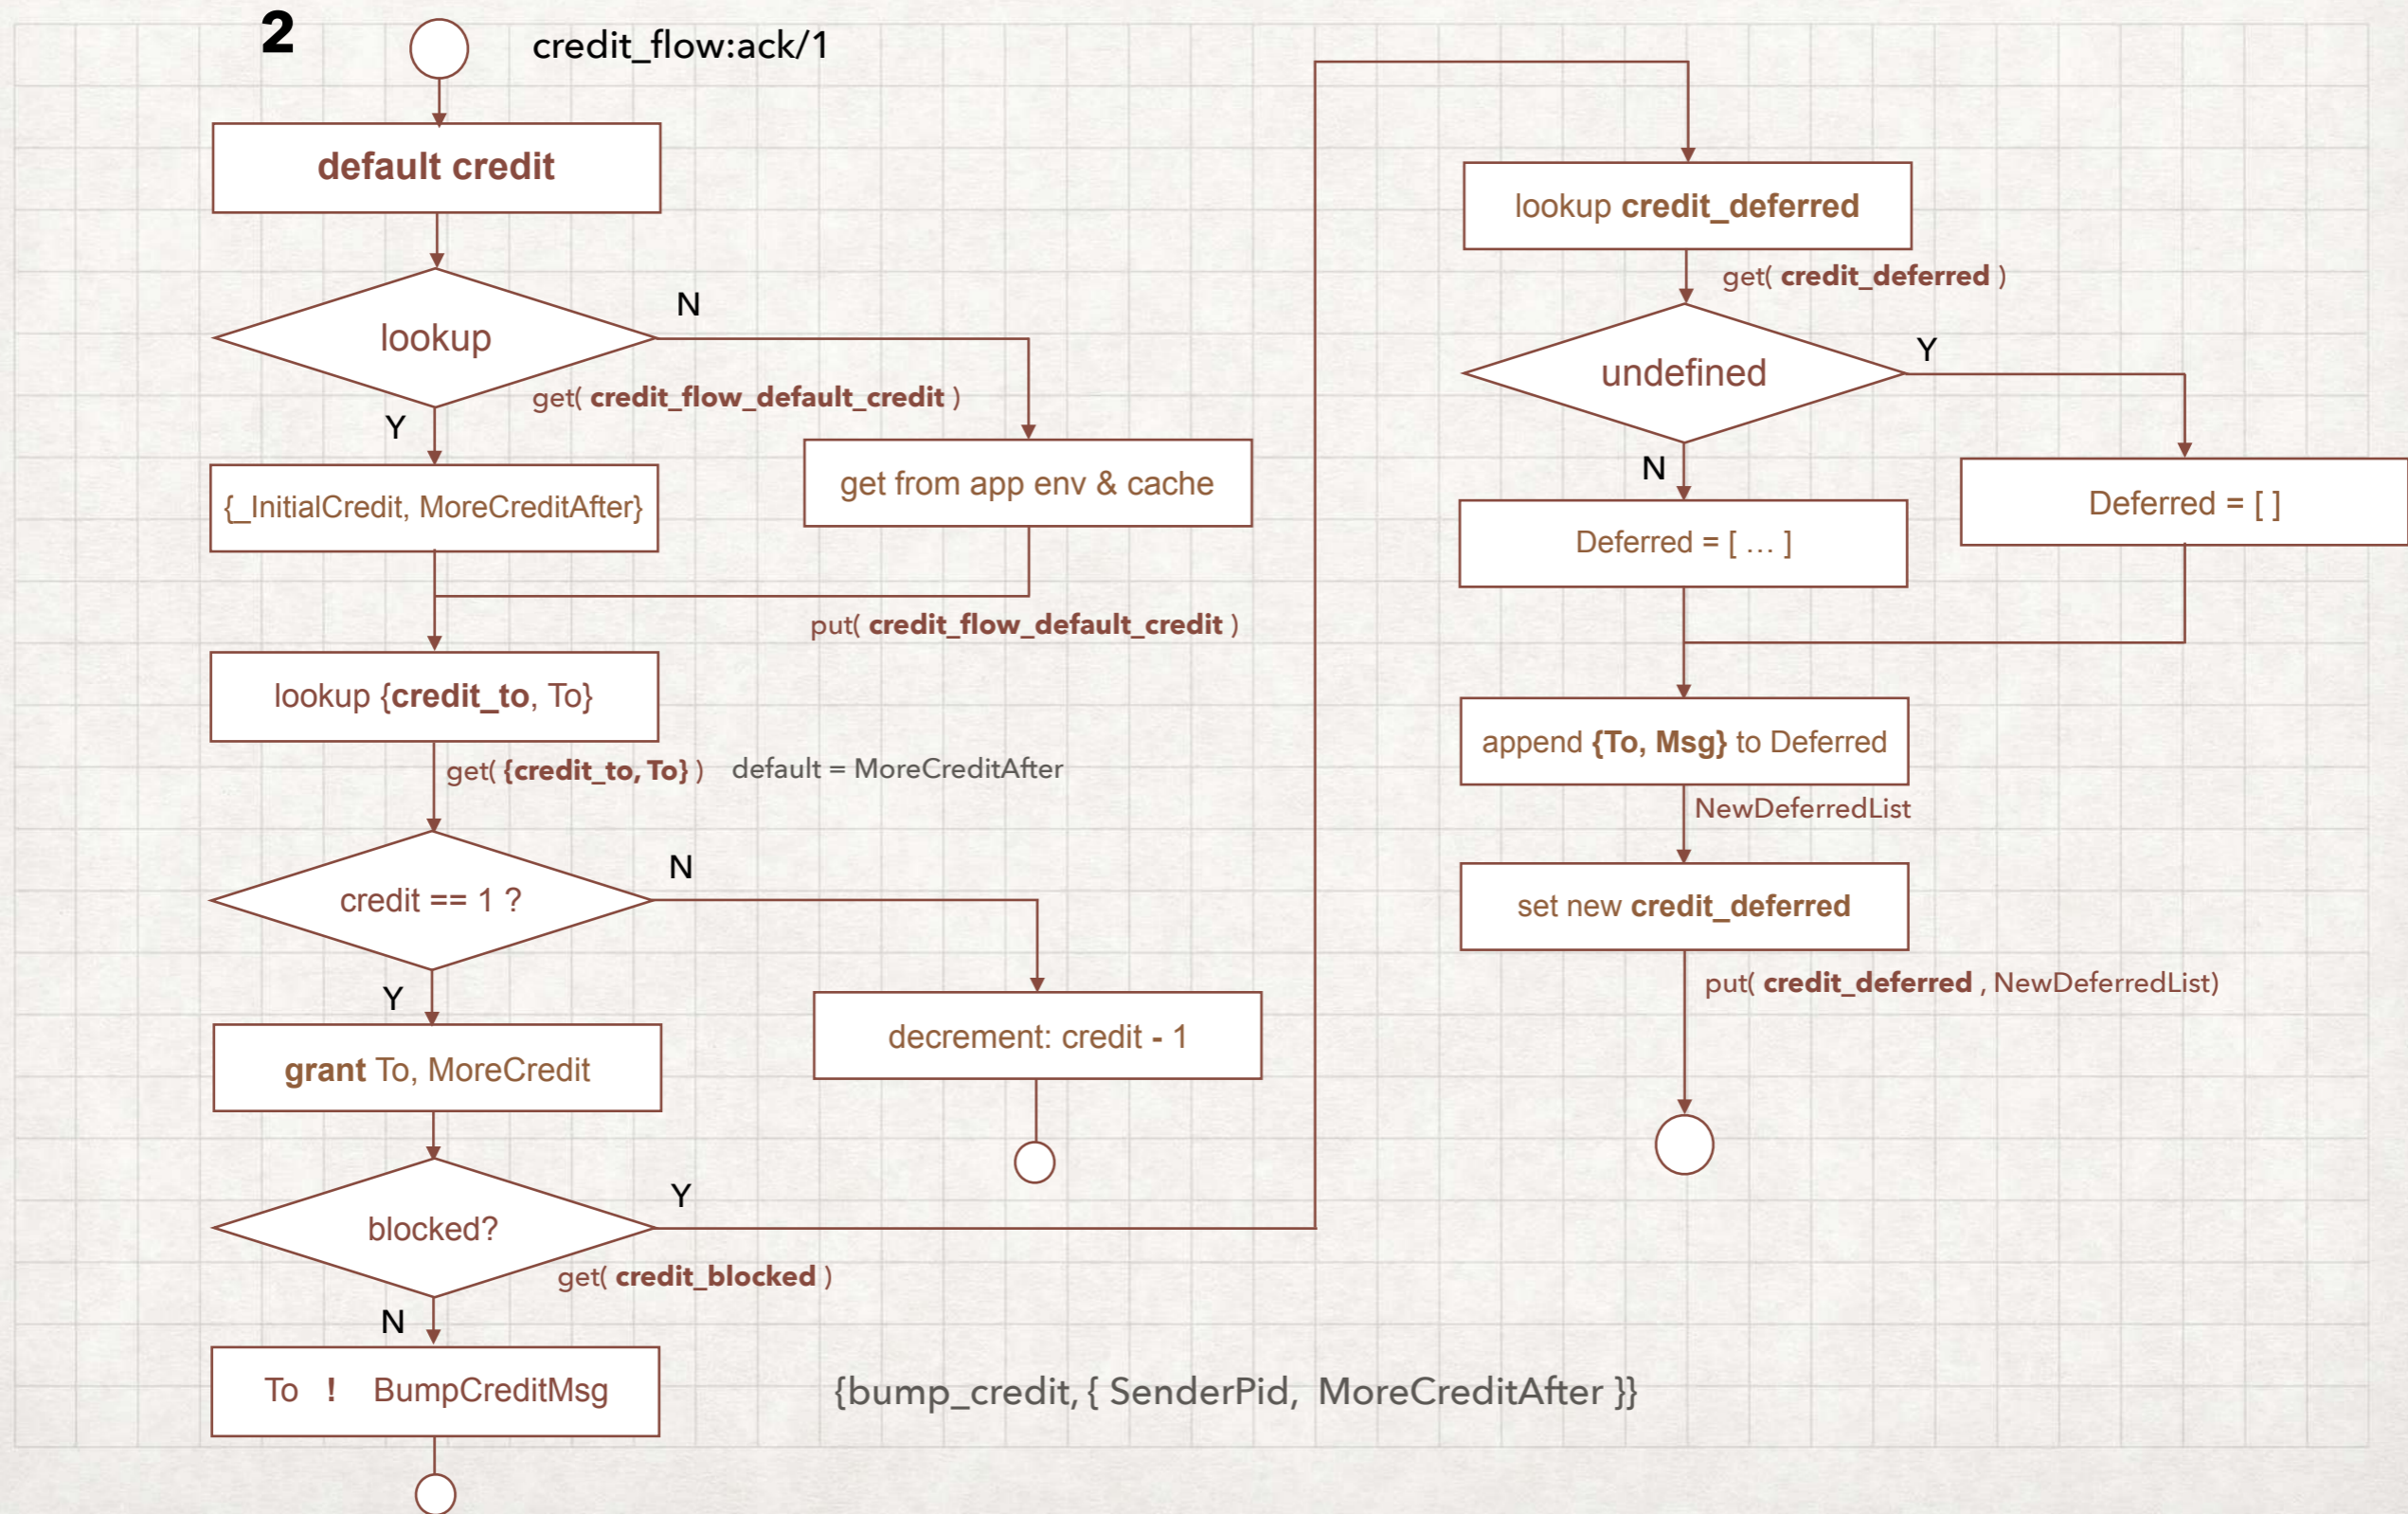 2
credit_flow:ack/1
default credit
lookup
N
get( credit_flow_default_credit )
Y
{_InitialCredit, MoreCreditAfter}
get from app env & cache
put( credit_flow_default_credit )
lookup {credit_to, To}
get( {credit_to, To} )
default = MoreCreditAfter
credit == 1 ?
N
Y
decrement: credit - 1
grant To, MoreCredit
blocked?
Y
get( credit_blocked )
N
To ! BumpCreditMsg
{bump_credit, { SenderPid, MoreCreditAfter }}
lookup credit_deferred
get( credit_deferred )
undefined
Y
N
Deferred = [ ]
Deferred = [ … ]
append {To, Msg} to Deferred
NewDeferredList
set new credit_deferred
put( credit_deferred , NewDeferredList)